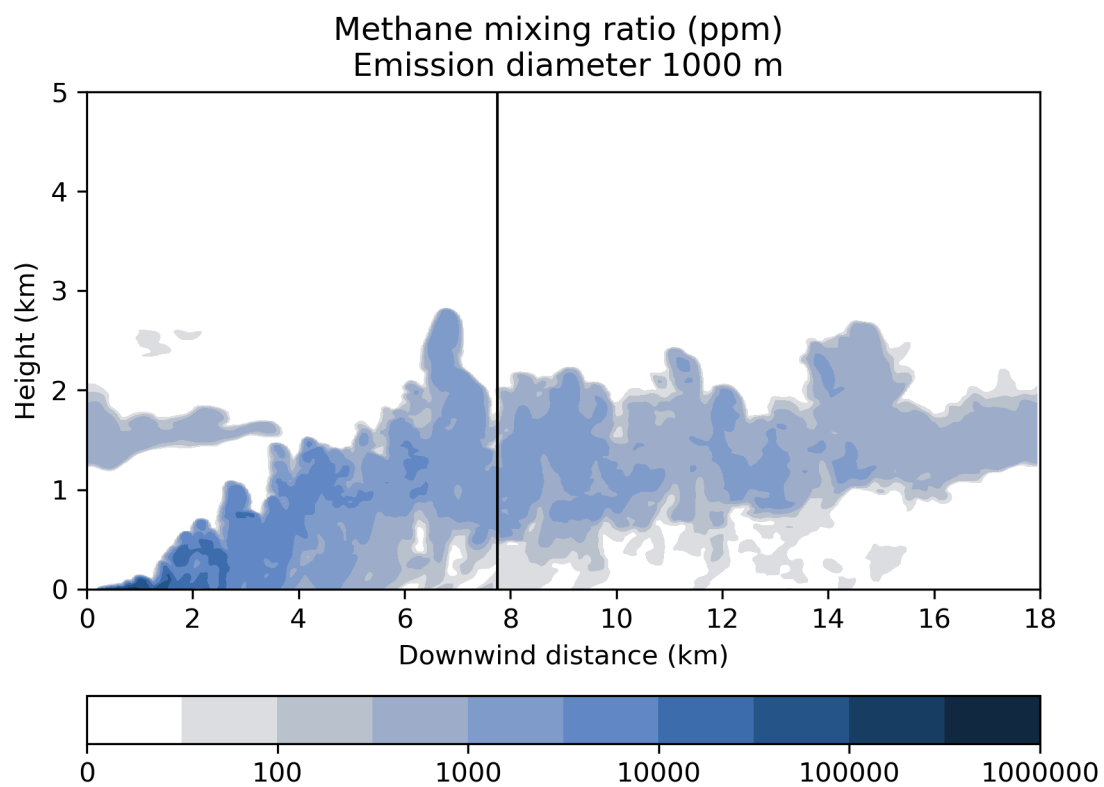 Methane mixing ratio (ppm)
Emission diameter 1000 m
5
4
3
2
1
0
Height (km)
0 2 4 6 8 10 12 14 16 18
Downwind distance (km)
0 100 1000 10000 100000 1000000